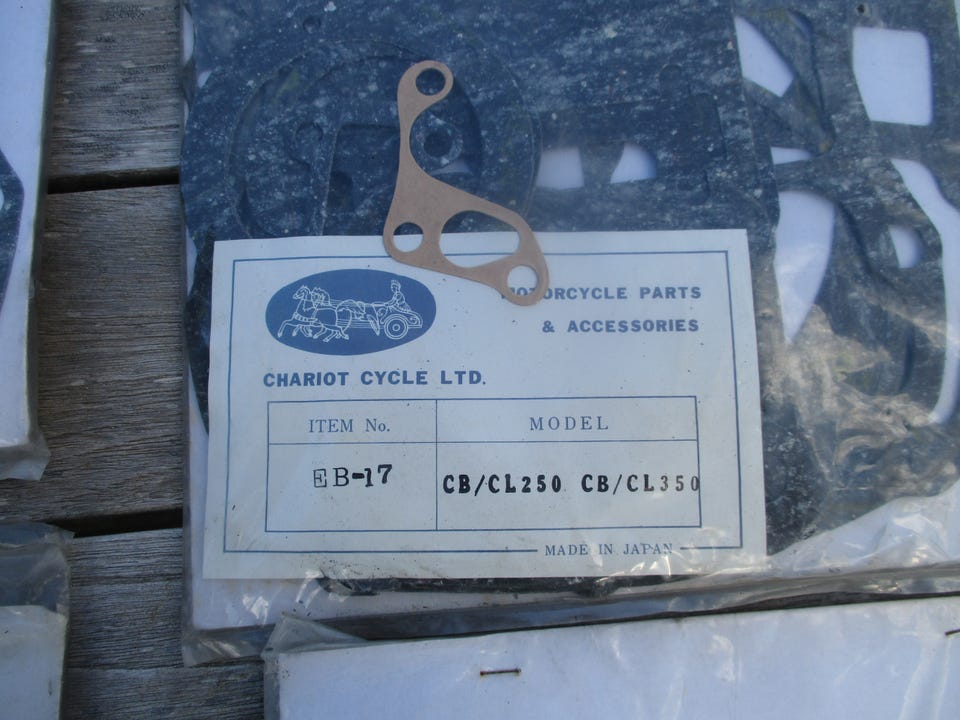 MOTORCYCLE PARTS
& ACCESSORIES
CHARIOT CYCLE LTD.
ITEM No. MODEL
EB-17 CB/CL250 CB/CL350
MADE IN JAPAN